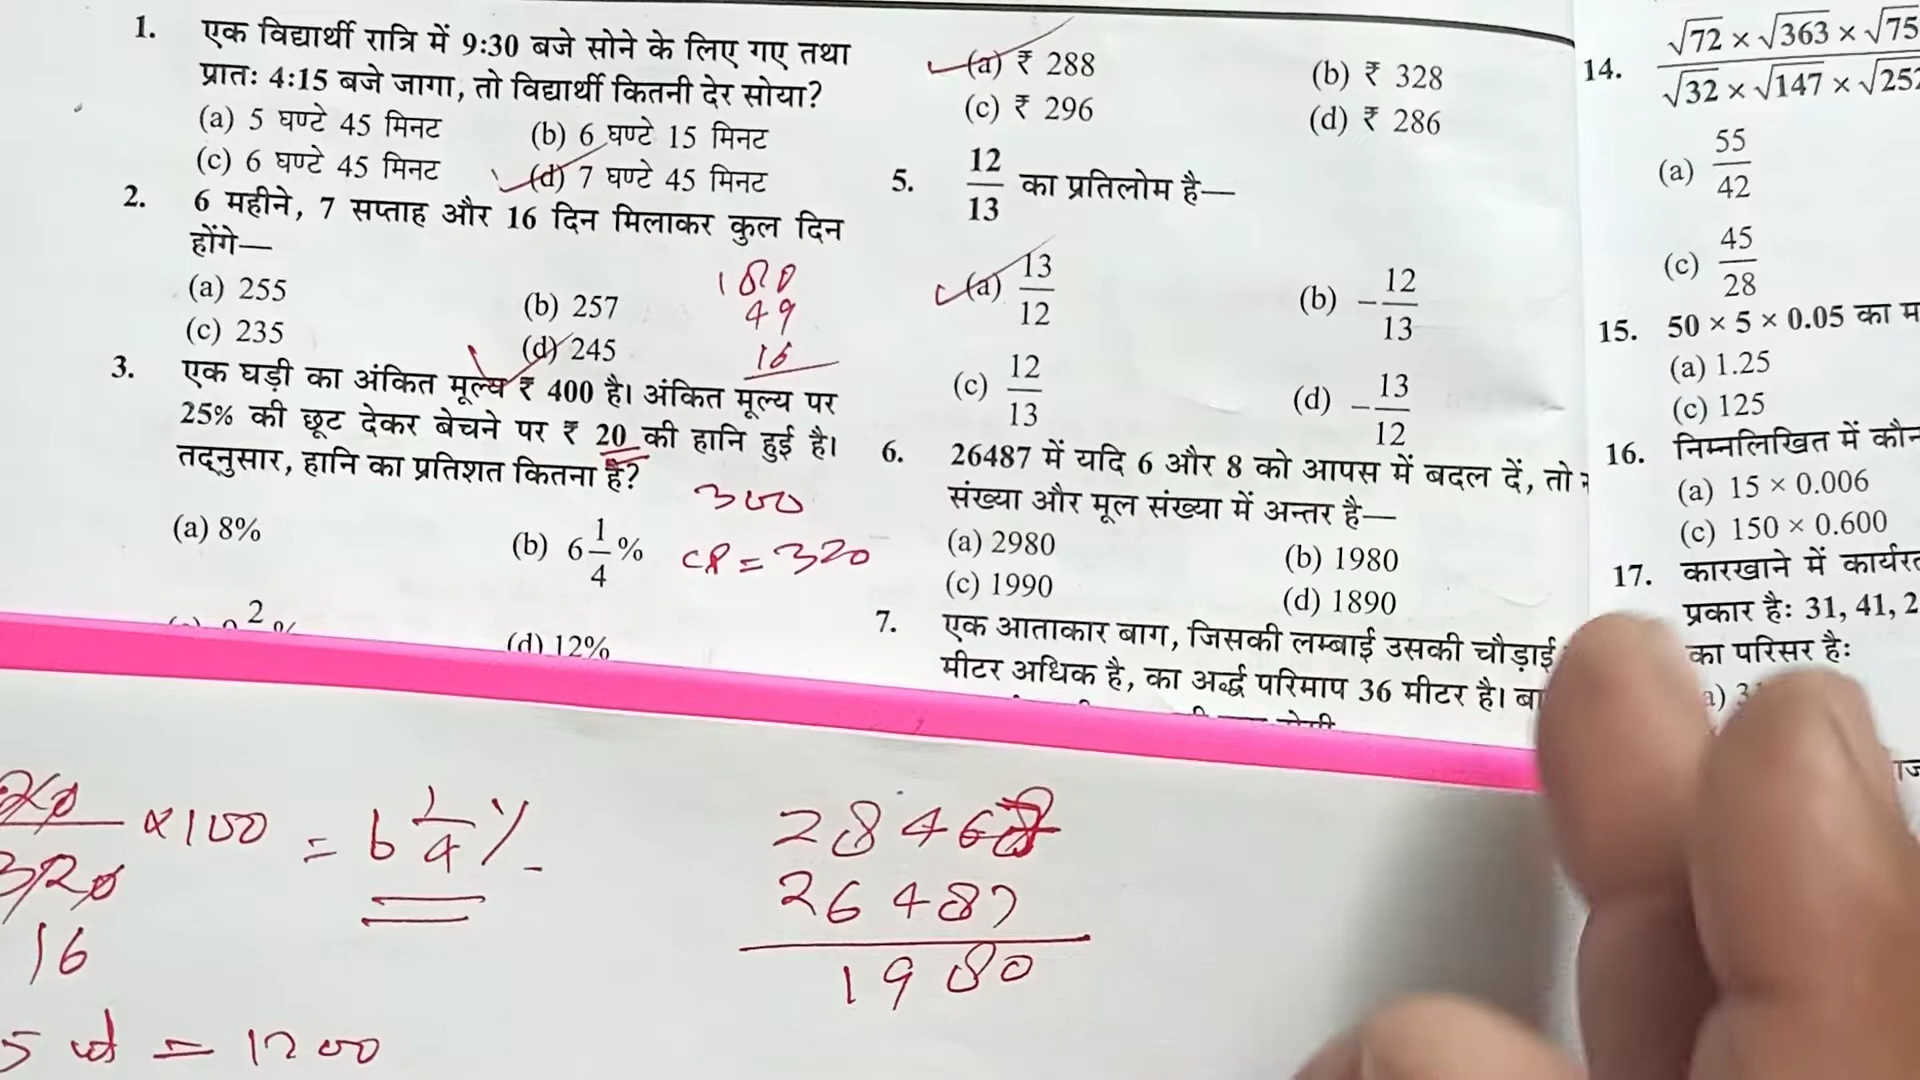 1. एक विद्यार्थी रात्रि में 9:30 बजे सोने के लिए गए तथा
प्रातः 4:15 बजे जागा, तो विद्यार्थी कितनी देर सोया?
(a) 5 घण्टे 45 मिनट (b) 6 घण्टे 15 मिनट
(c) 6 घण्टे 45 मिनट (d) 7 घण्टे 45 मिनट
2. 6 महीने, 7 सप्ताह और 16 दिन मिलाकर कुल दिन
होंगे—
(a) 255 (b) 257
(c) 235 (d) 245
180
49
16
3. एक घड़ी का अंकित मूल्य ₹ 400 है। अंकित मूल्य पर
25% की छूट देकर बेचने पर ₹ 20 की हानि हुई है।
तद्नुसार, हानि का प्रतिशत कितना है?
300
(a) 8% (b) 6 1/4 %
CP = 320
(d) 12%
(a) ₹ 288 (b) ₹ 328
(c) ₹ 296 (d) ₹ 286
5. 12/13 का प्रतिलोम है—
(a) 13/12 (b) -12/13
(c) 12/13 (d) -13/12
6. 26487 में यदि 6 और 8 को आपस में बदल दें, तो
संख्या और मूल संख्या में अन्तर है—
(a) 2980 (b) 1980
(c) 1990 (d) 1890
7. एक आताकार बाग, जिसकी लम्बाई उसकी चौड़ाई
मीटर अधिक है, का अर्द्ध परिमाप 36 मीटर है।
14. √72 × √363 × √75
√32 × √147 × √252
(a) 55/42
(c) 45/28
15. 50 × 5 × 0.05 का
(a) 1.25
(c) 125
16. निम्नलिखित में
(a) 15 × 0.006
(c) 150 × 0.600
17. कारखाने में
प्रकार है: 31, 41,
का परिसर है:
20/320 × 100 = 6 1/4 %
16
28467
26487
1980
= 1200